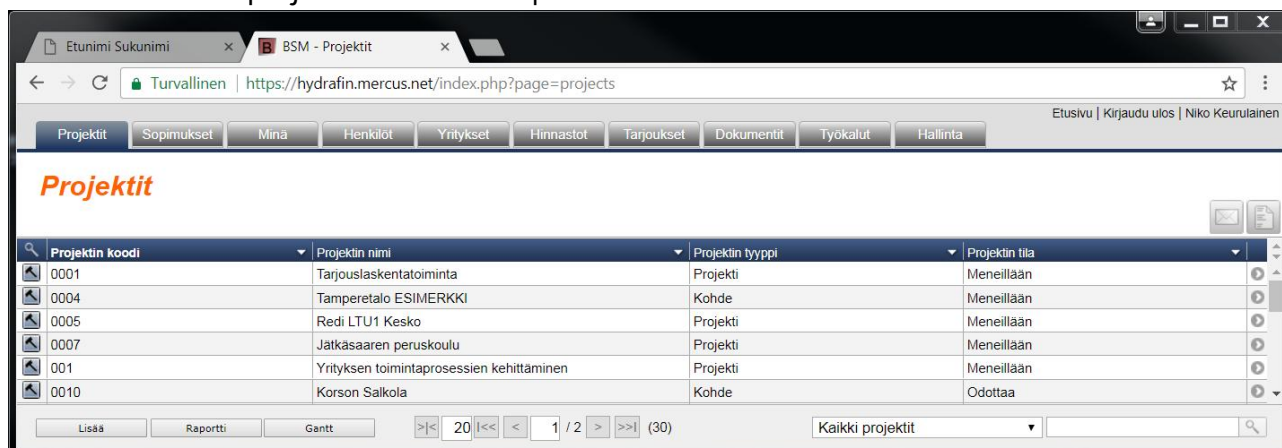 Etunimi Sukunimi × BSM - Projektit ×
Turvallinen | https://hydrafin.mercus.net/index.php?page=projects
Etusivu | Kirjaudu ulos | Niko Keurulainen
Projektit Sopimukset Minä Henkilöt Yritykset Hinnastot Tarjoukset Dokumentit Työkalut Hallinta
Projektit
Projektin koodi Projektin nimi Projektin tyyppi Projektin tila
0001 Tarjouslaskentatoiminta Projekti Meneillään
0004 Tamperetalo ESIMERKKI Kohde Meneillään
0005 Redi LTU1 Kesko Projekti Meneillään
0007 Jätkäsaaren peruskoulu Projekti Meneillään
001 Yrityksen toimintaprosessien kehittäminen Projekti Meneillään
0010 Korson Salkola Kohde Odottaa
Lisää Raportti Gantt >|< 20 |<< < 1 / 2 > >>| (30) Kaikki projektit